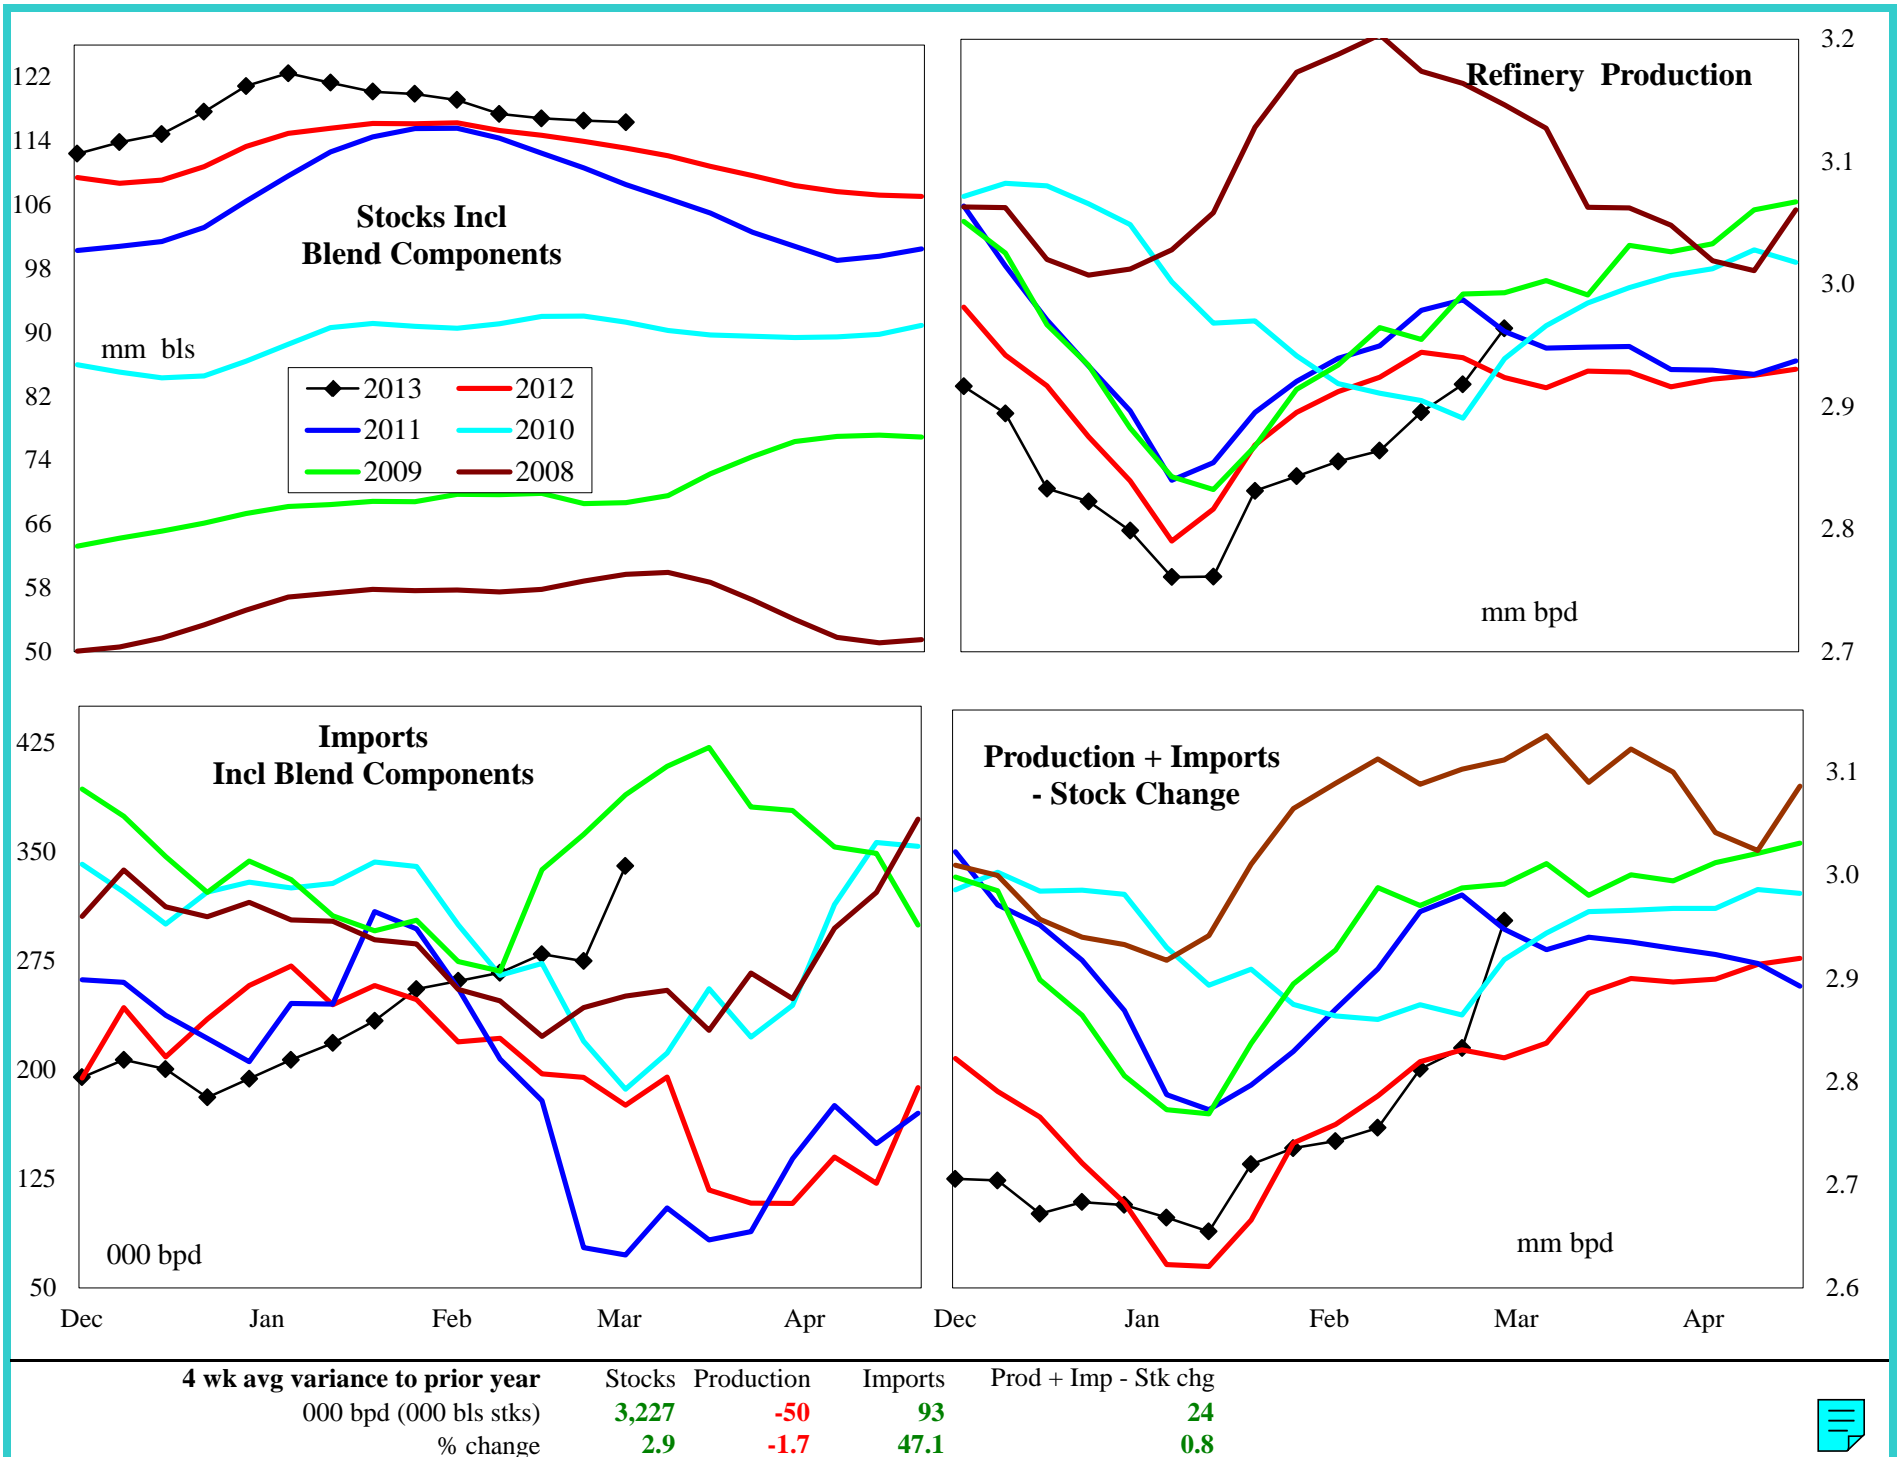 122
114
106
98
90
82
74
66
58
50
Stocks Incl
Blend Components
mm bls
2013 2012
2011 2010
2009 2008
Refinery Production
mm bpd
3.2
3.1
3.0
2.9
2.8
2.7
425
350
275
200
125
50
Imports
Incl Blend Components
000 bpd
Dec Jan Feb Mar Apr
Production + Imports
- Stock Change
mm bpd
3.1
3.0
2.9
2.8
2.7
2.6
Dec Jan Feb Mar Apr
4 wk avg variance to prior year Stocks Production Imports Prod + Imp - Stk chg
000 bpd (000 bls stks) 3,227 -50 93 24
% change 2.9 -1.7 47.1 0.8